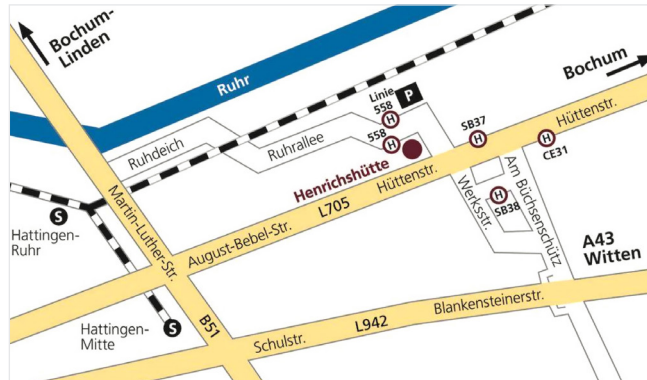 Bochum-
Linden
Ruhr
Bochum
Linie
558
P
H
558
H
SB37
H
Hüttenstr.
H
CE31
Ruhdeich
Ruhrallee
Henrichshütte
Hüttenstr.
Werksstr.
Am Büchsenschütz
H
SB38
Martin-Luther-Str.
S
Hattingen-
Ruhr
August-Bebel-Str.
L705
A43
Witten
Hattingen-
Mitte
S
B51
Schulstr.
L942
Blankensteinerstr.